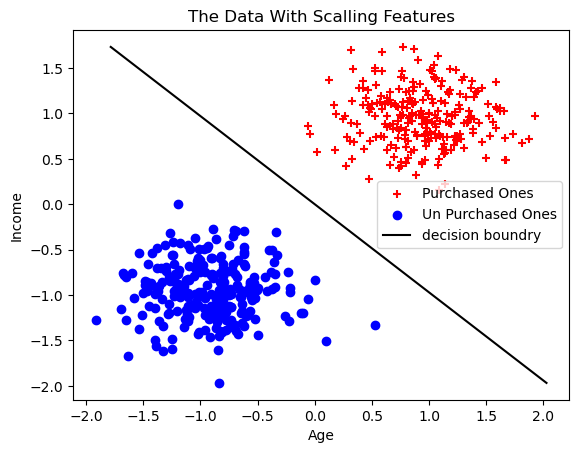 The Data With Scalling Features
Income
1.5
1.0
0.5
0.0
−0.5
−1.0
−1.5
−2.0
Purchased Ones
Un Purchased Ones
decision boundry
−2.0 −1.5 −1.0 −0.5 0.0 0.5 1.0 1.5 2.0
Age